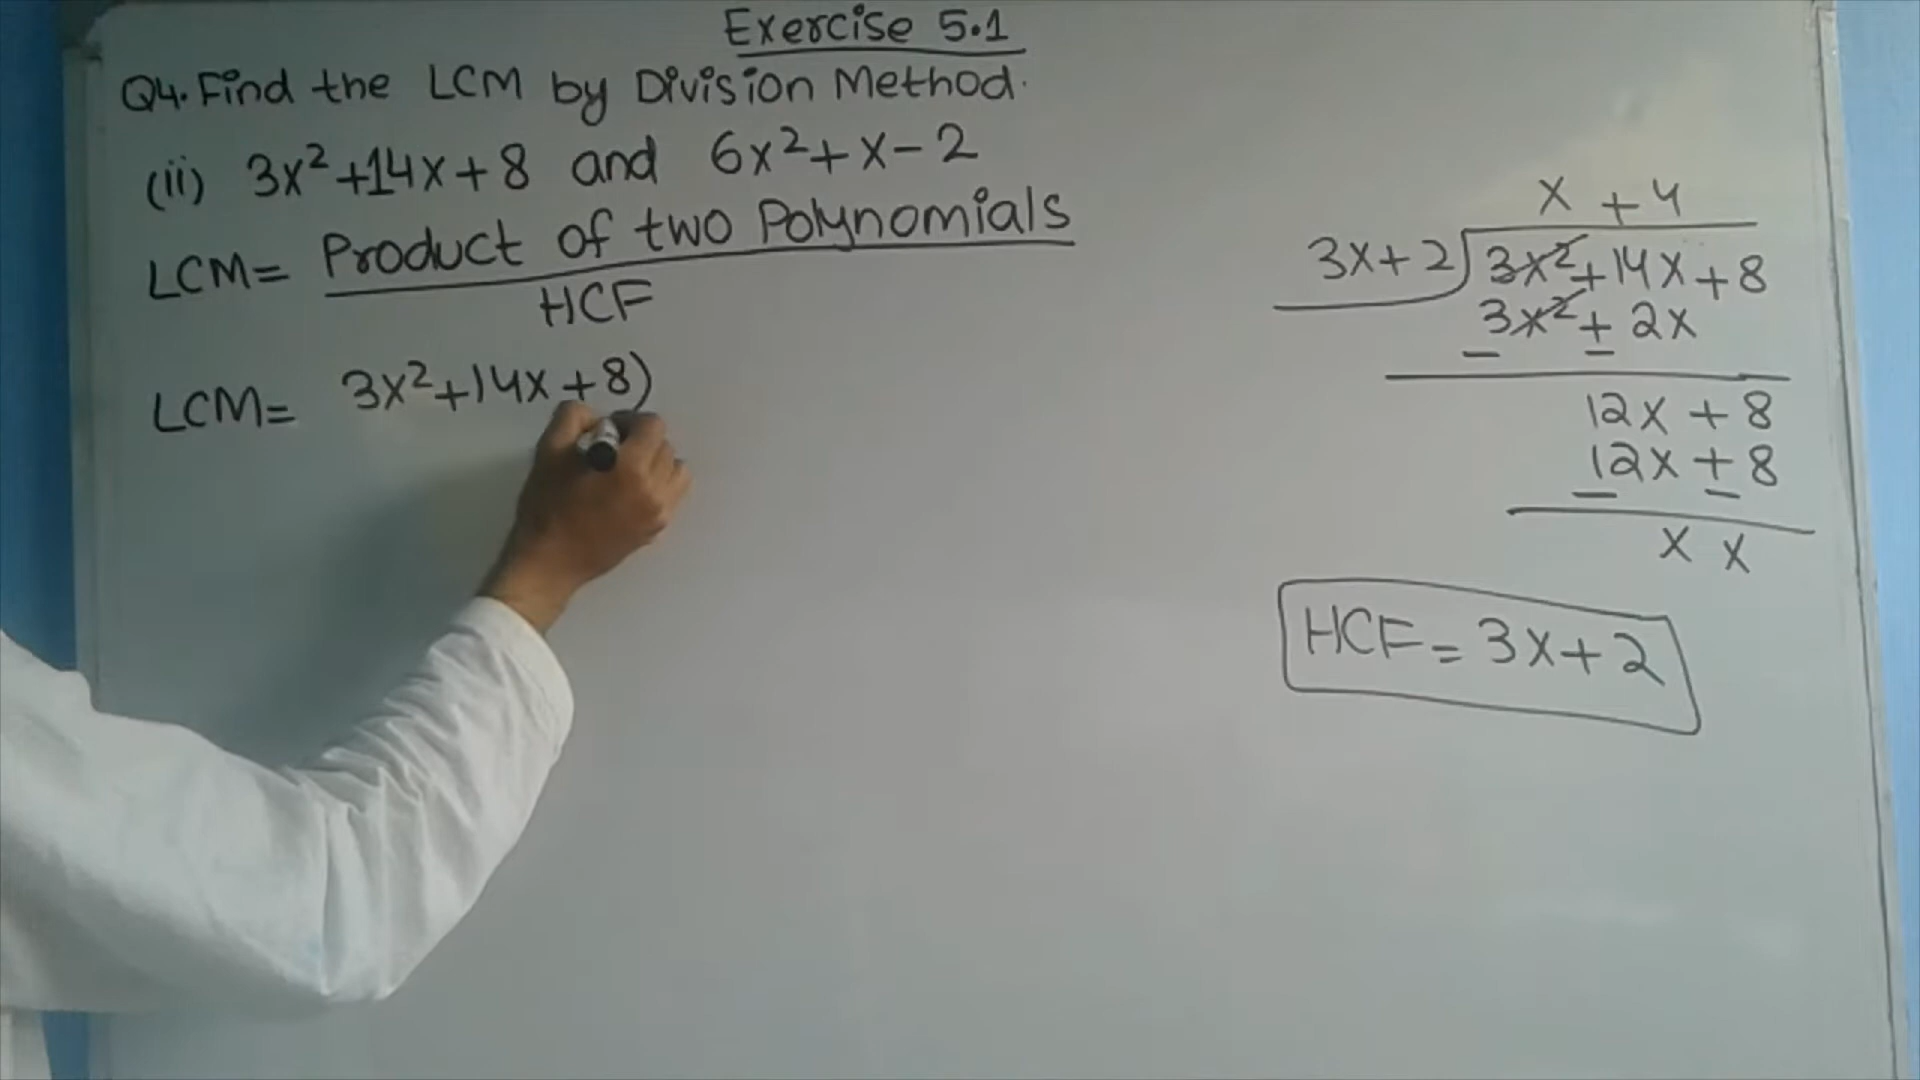 Exercise 5.1
Q4. Find the LCM by Division Method.
(ii) 3x²+14x+8 and 6x²+x-2
LCM= Product of two Polynomials
HCF
LCM= 3x²+14x+8)
x +4
3x+2)3x²+14x+8
3x²+2x
- -
12x+8
12x+8
- -
x x
HCF=3x+2